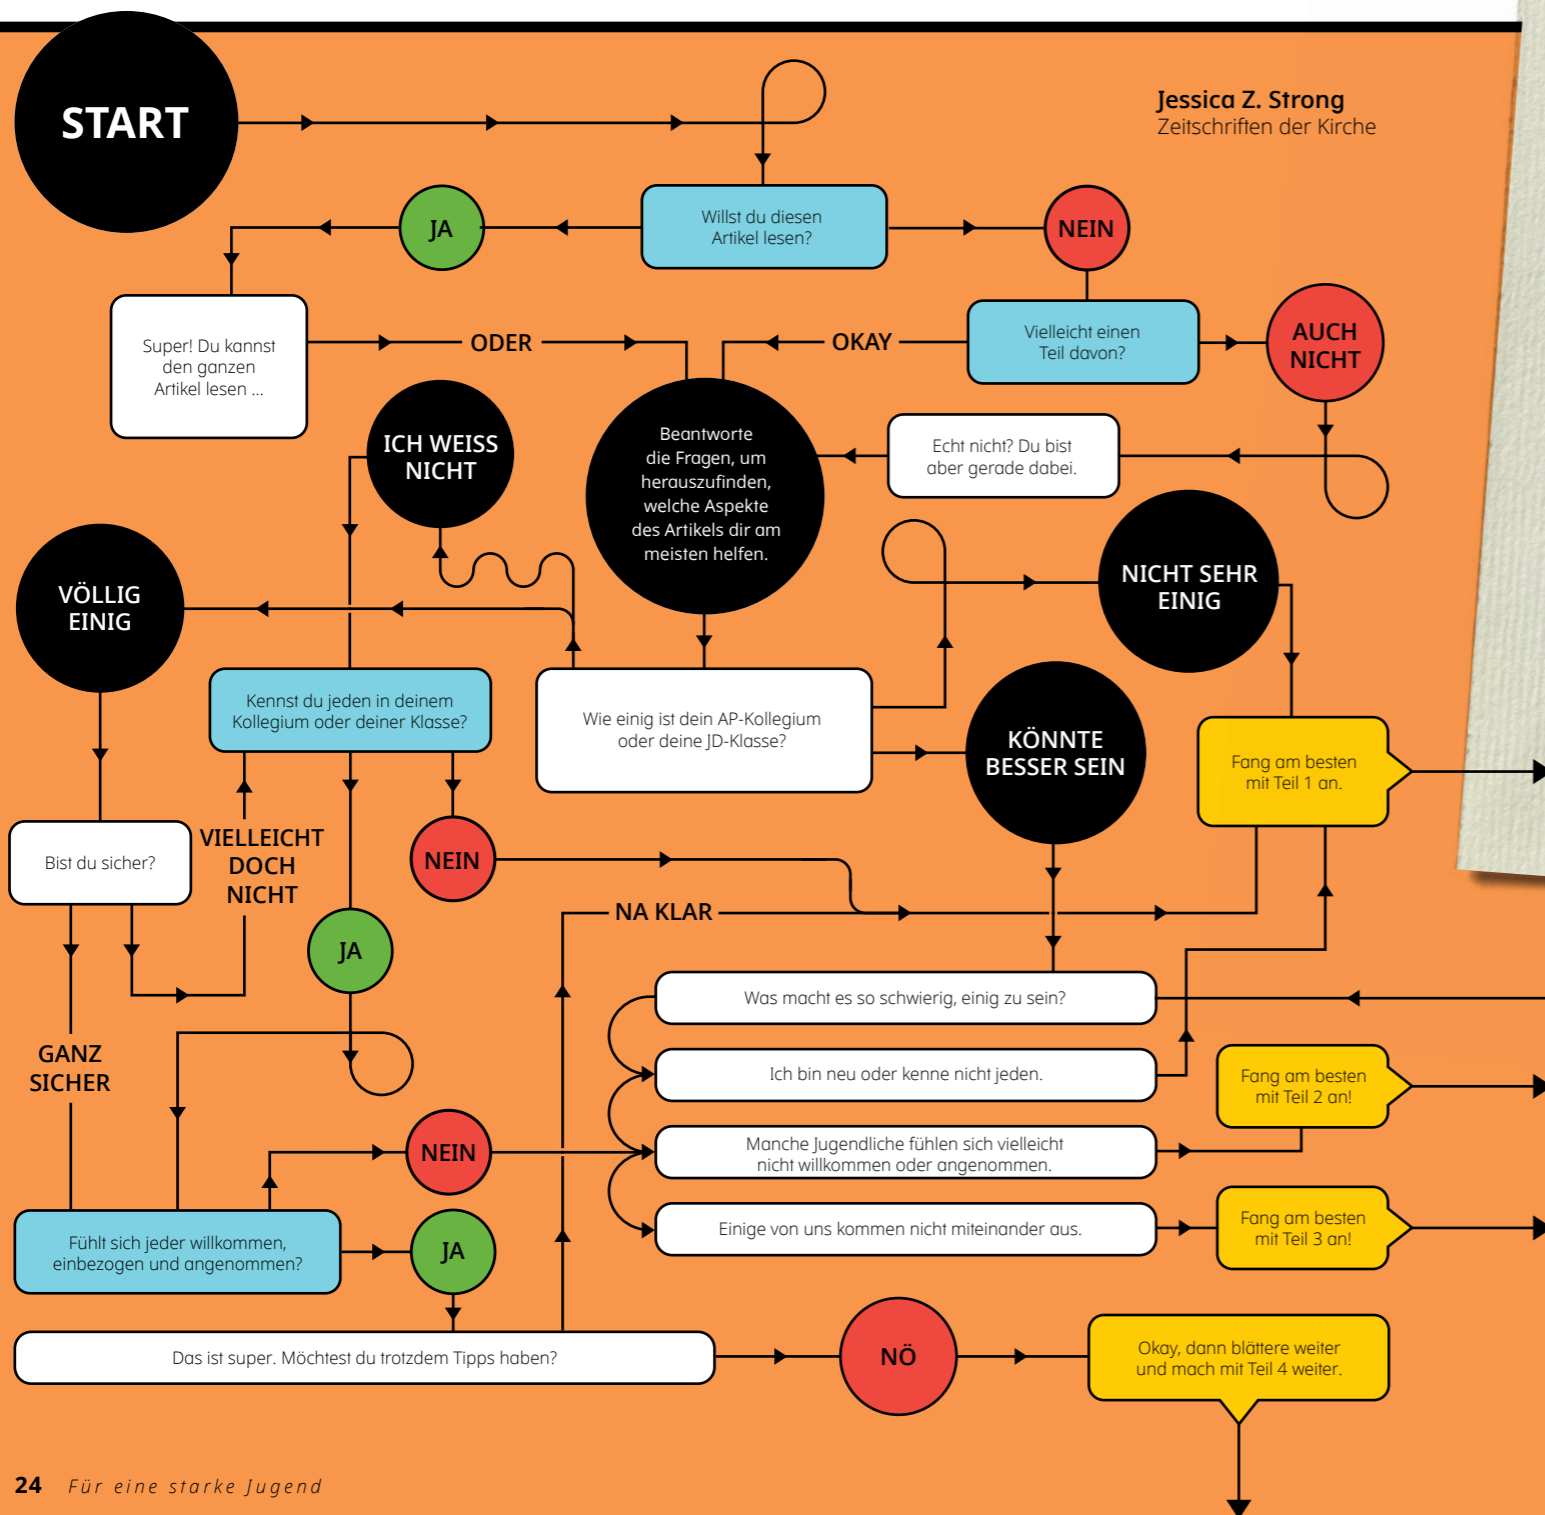 START
Jessica Z. Strong
Zeitschriften der Kirche
JA
Willst du diesen
Artikel lesen?
NEIN
Super! Du kannst
den ganzen
Artikel lesen ...
ODER
OKAY
Vielleicht einen
Teil davon?
AUCH
NICHT
ICH WEISS
NICHT
Beantworte
die Fragen, um
herauszufinden,
welche Aspekte
des Artikels dir am
meisten helfen.
Echt nicht? Du bist
aber gerade dabei.
VÖLLIG
EINIG
NICHT SEHR
EINIG
Kennst du jeden in deinem
Kollegium oder deiner Klasse?
Wie einig ist dein AP-Kollegium
oder deine JD-Klasse?
KÖNNTE
BESSER SEIN
Fang am besten
mit Teil 1 an.
Bist du sicher?
VIELLEICHT
DOCH
NICHT
NEIN
NA KLAR
JA
Was macht es so schwierig, einig zu sein?
GANZ
SICHER
Ich bin neu oder kenne nicht jeden.
Fang am besten
mit Teil 2 an!
NEIN
Manche Jugendliche fühlen sich vielleicht
nicht willkommen oder angenommen.
Fühlt sich jeder willkommen,
einbezogen und angenommen?
JA
Einige von uns kommen nicht miteinander aus.
Fang am besten
mit Teil 3 an!
Das ist super. Möchtest du trotzdem Tipps haben?
NÖ
Okay, dann blättere weiter
und mach mit Teil 4 weiter.
24 Für eine starke Jugend